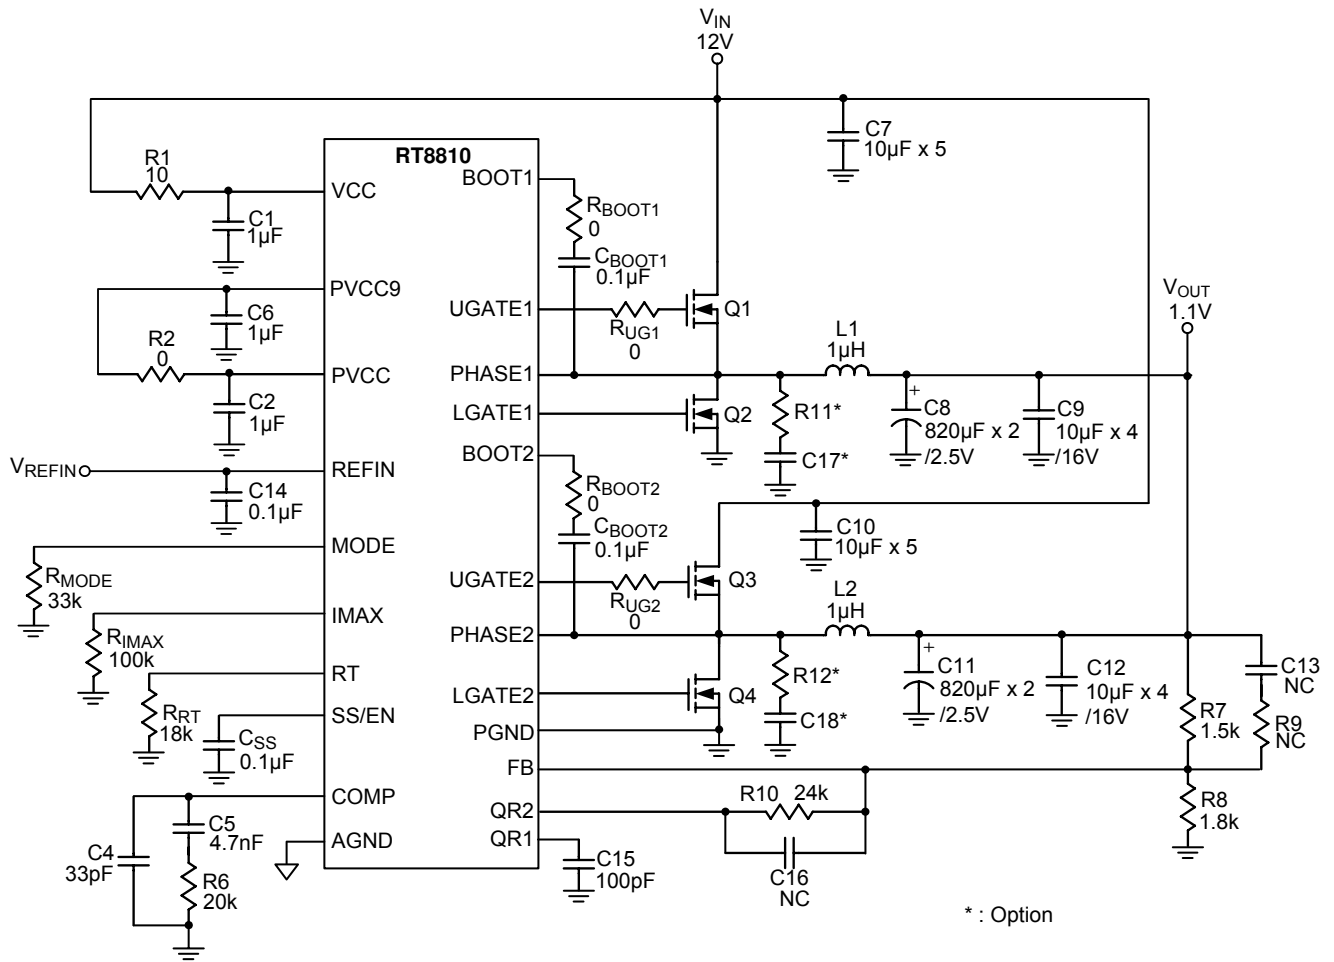 VIN
12V
C7
10µF x 5
RT8810
R1
10
VCC
BOOT1
RBOOT1
0
C1
1µF
CBOOT1
0.1µF
PVCC9
C6
1µF
UGATE1
RUG1
0
Q1
VOUT
1.1V
R2
0
PVCC
PHASE1
L1
1µH
C2
1µF
LGATE1
Q2
R11*
C8
820µF x 2
/2.5V
C9
10µF x 4
/16V
C17*
VREFIN
REFIN
BOOT2
RBOOT2
0
C14
0.1µF
CBOOT2
0.1µF
C10
10µF x 5
MODE
RMODE
33k
UGATE2
RUG2
0
Q3
IMAX
RIMAX
100k
PHASE2
L2
1µH
RT
RRT
18k
LGATE2
Q4
R12*
C11
820µF x 2
/2.5V
C12
10µF x 4
/16V
C13
NC
C18*
R7
1.5k
R9
NC
SS/EN
CSS
0.1µF
PGND
FB
COMP
R10 24k
QR2
R8
1.8k
C5
4.7nF
AGND
QR1
C4
33pF
R6
20k
C15
100pF
C16
NC
* : Option